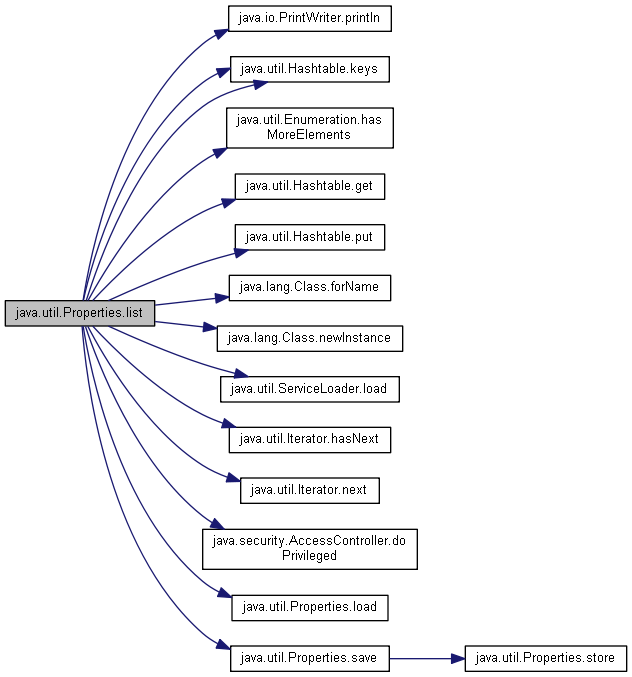 java.io.PrintWriter.println
java.util.Hashtable.keys
java.util.Enumeration.has
MoreElements
java.util.Hashtable.get
java.util.Hashtable.put
java.lang.Class.forName
java.util.Properties.list
java.lang.Class.newInstance
java.util.ServiceLoader.load
java.util.Iterator.hasNext
java.util.Iterator.next
java.security.AccessController.do
Privileged
java.util.Properties.load
java.util.Properties.save
java.util.Properties.store